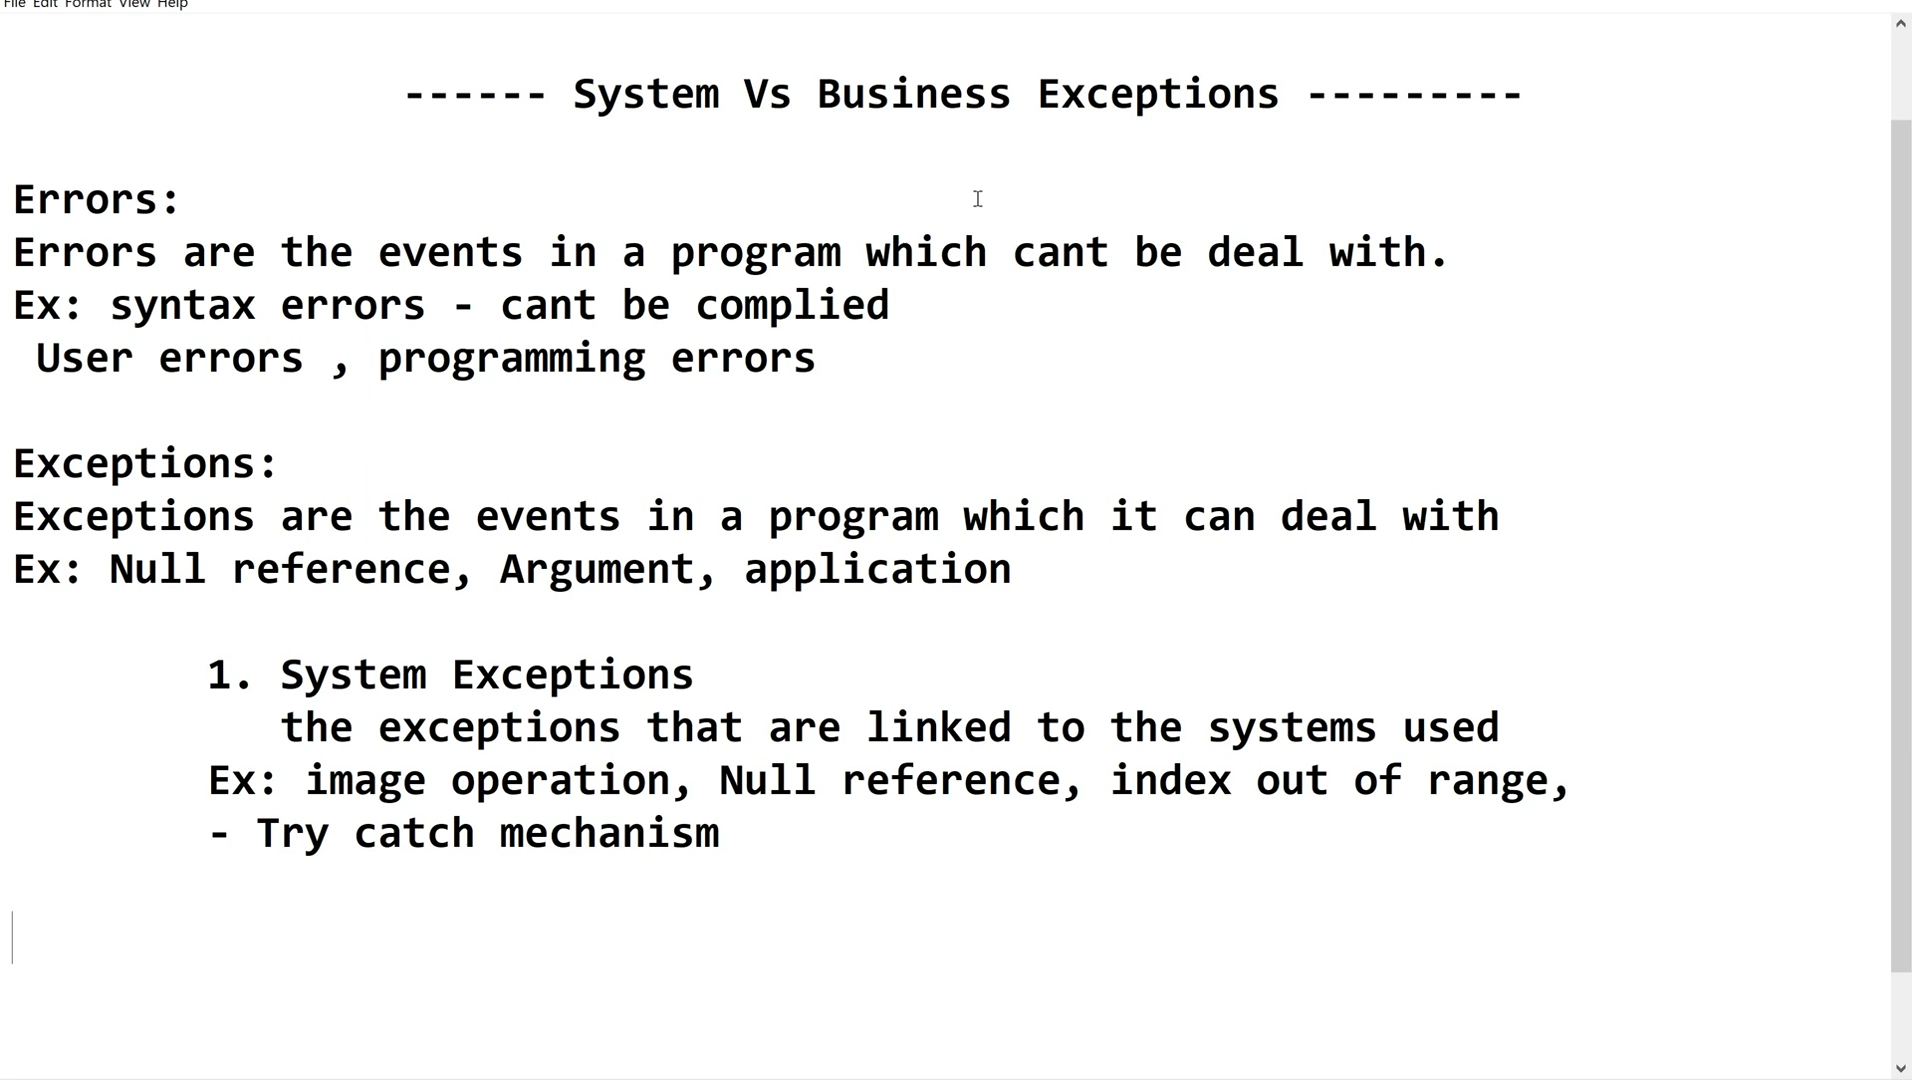 File Edit Format View Help
------ System Vs Business Exceptions ---------
Errors:
Errors are the events in a program which cant be deal with.
Ex: syntax errors - cant be complied
User errors , programming errors
Exceptions:
Exceptions are the events in a program which it can deal with
Ex: Null reference, Argument, application
1. System Exceptions
the exceptions that are linked to the systems used
Ex: image operation, Null reference, index out of range,
- Try catch mechanism